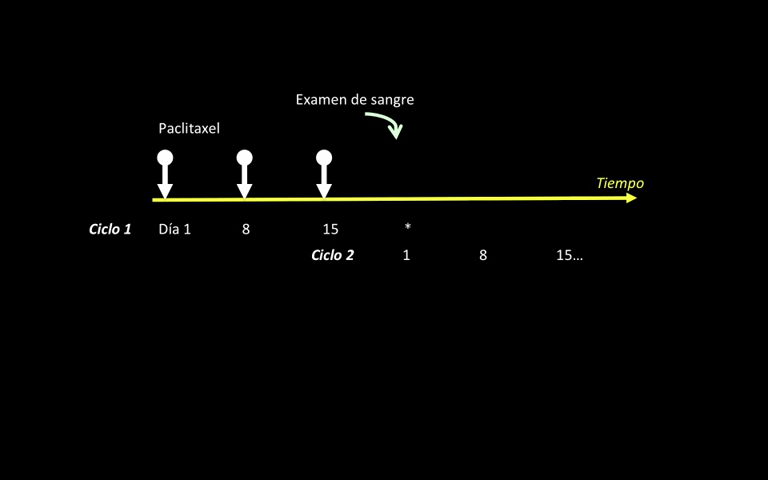 Examen de sangre
Paclitaxel
Tiempo
Ciclo 1 Día 1 8 15 *
Ciclo 2 1 8 15...